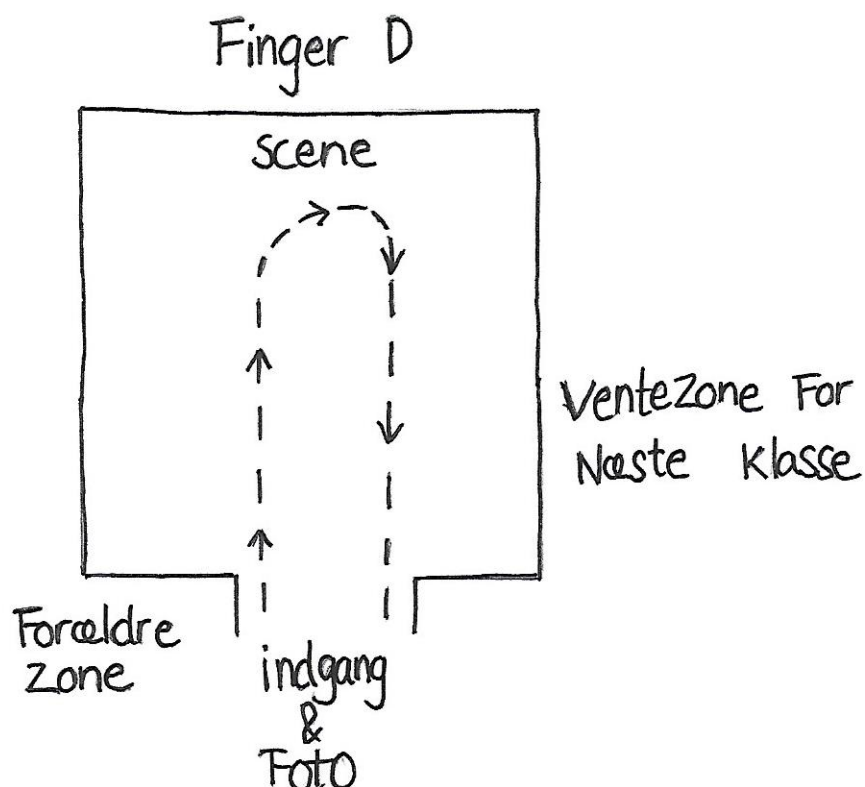 Finger D
scene
VenteZone For
Næste Klasse
Forældre
Zone
indgang
&
Foto